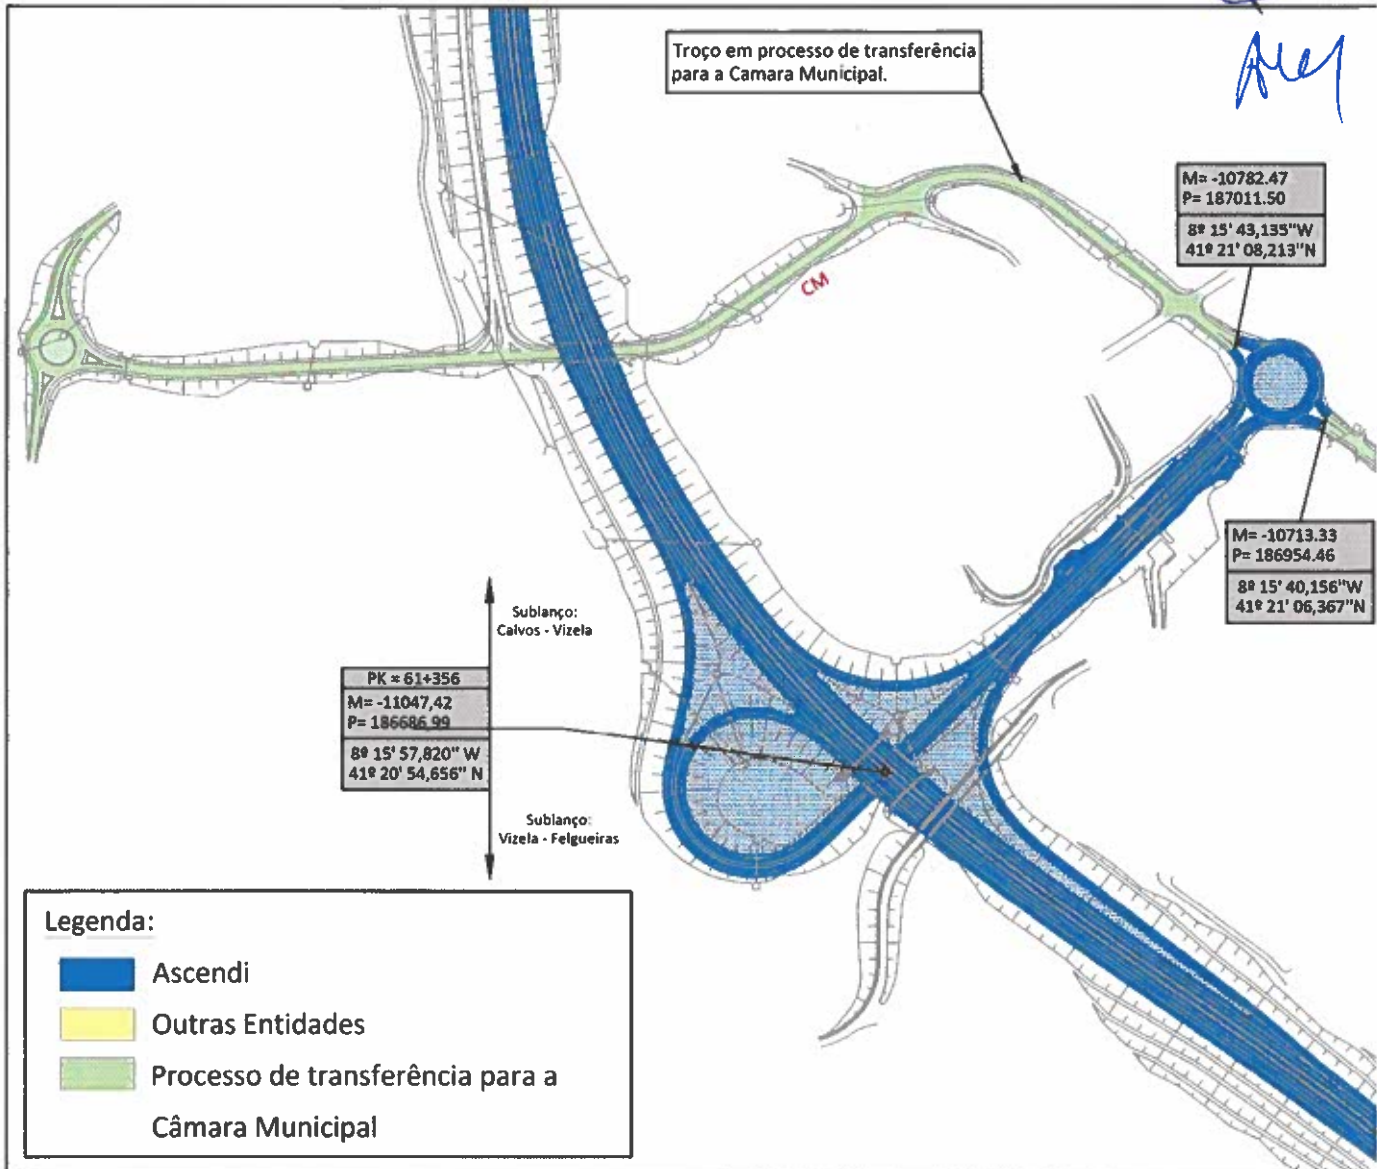 Troço em processo de transferência
para a Camara Municipal.
M= -10782.47
P= 187011.50
8º 15' 43,135"W
41º 21' 08,213"N
CM
M= -10713.33
P= 186954.46
8º 15' 40,156"W
41º 21' 06,367"N
Sublanço:
Calvos - Vizela
PK = 61+356
M= -11047,42
P= 186686,99
8º 15' 57,820" W
41º 20' 54,656" N
Sublanço:
Vizela - Felgueiras
Legenda:
Ascendi
Outras Entidades
Processo de transferência para a
Câmara Municipal